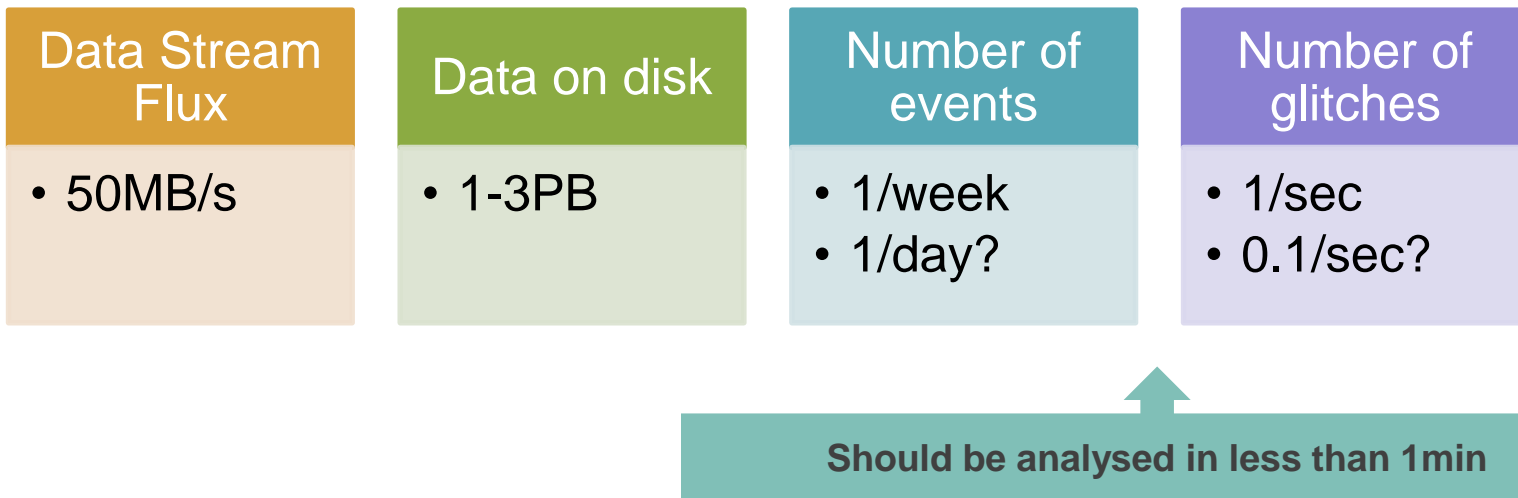 Data Stream
Flux
• 50MB/s
Data on disk
• 1-3PB
Number of
events
• 1/week
• 1/day?
Number of
glitches
• 1/sec
• 0.1/sec?
Should be analysed in less than 1min